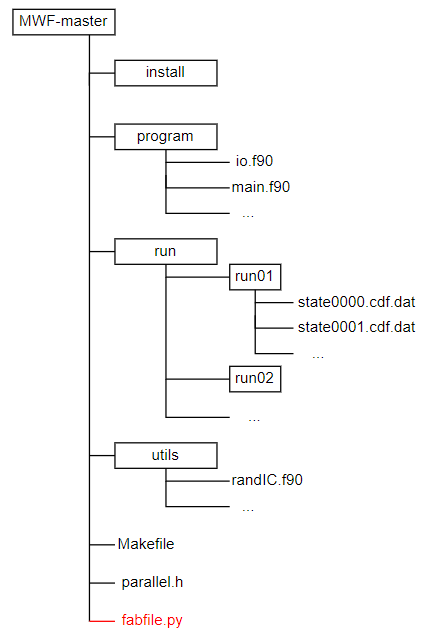 MWF-master
install
program
io.f90
main.f90
...
run
run01
state0000.cdf.dat
state0001.cdf.dat
...
run02
...
utils
randIC.f90
...
Makefile
parallel.h
fabfile.py